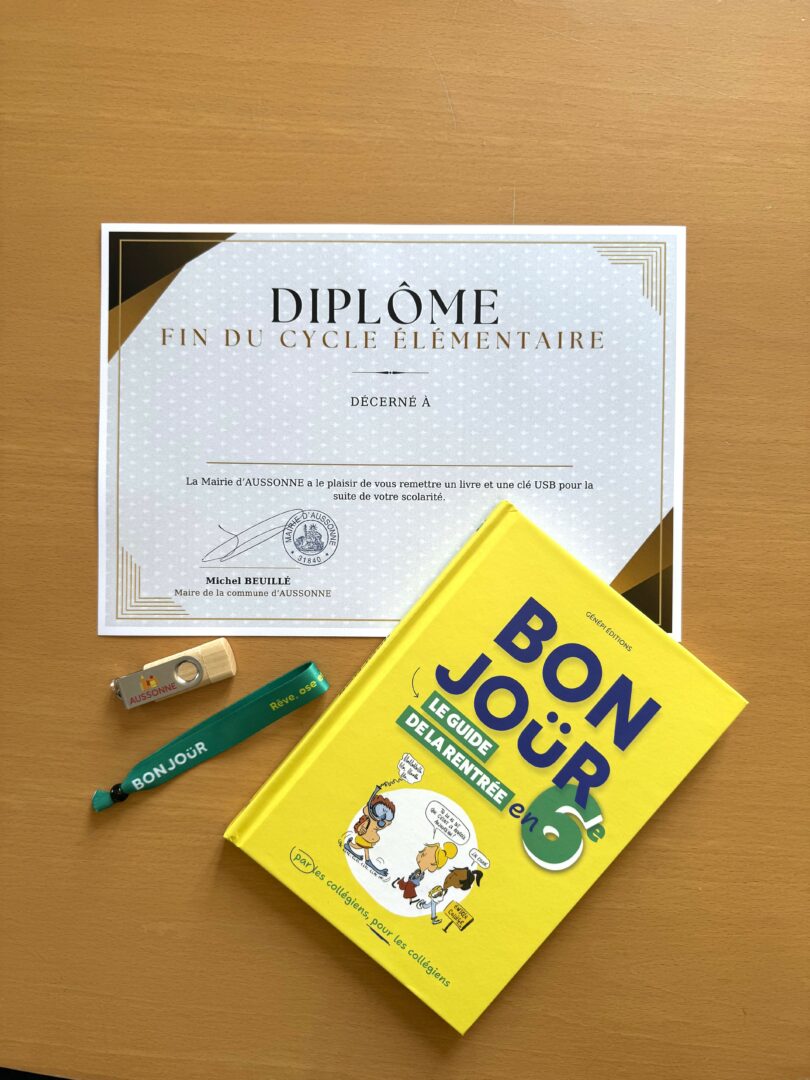 DIPLÔME
FIN DU CYCLE ÉLÉMENTAIRE
DÉCERNÉ À
La Mairie d'AUSSONNE a le plaisir de vous remettre un livre et une clé USB pour la
suite de votre scolarité.
MAIRIE D'AUSSONNE
31840
Michel BEUILLÉ
Maire de la commune d'AUSSONNE
AUSSONNE
BONJOÜR
Rêve, ose
GÉNÉPI ÉDITIONS
BON
JOÜR
LE GUIDE
DE LA RENTRÉE
en 6e
par les collégiens, pour les collégiens